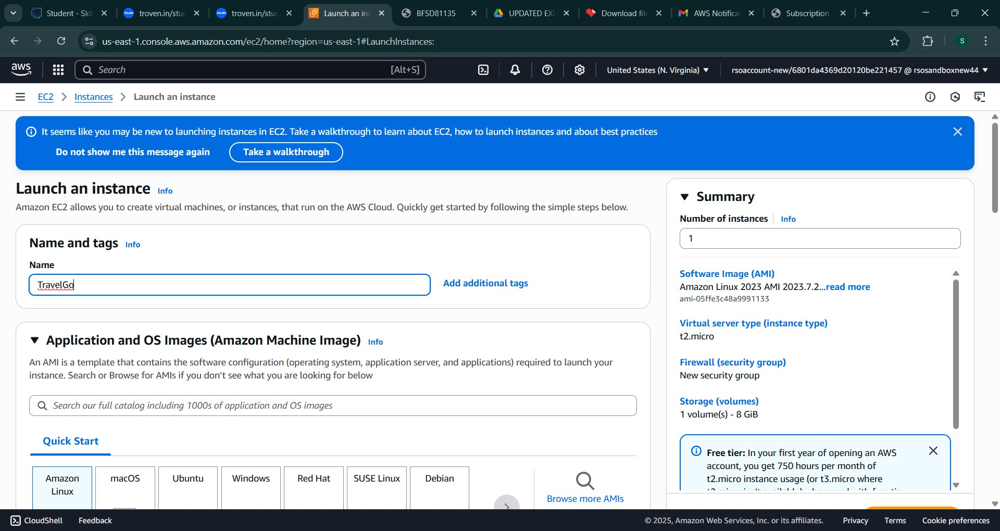 Student - Skil
troven.in/stud
troven.in/stud
Launch an ins
BFSD81135
UPDATED EXP
Download file
AWS Notificat
Subscription
us-east-1.console.aws.amazon.com/ec2/home?region=us-east-1#LaunchInstances:
S
aws
Search
[Alt+S]
United States (N. Virginia)
rsoaccount-new/6801da4369d20120be221457 @ rsosandboxnew44
EC2 > Instances > Launch an instance
It seems like you may be new to launching instances in EC2. Take a walkthrough to learn about EC2, how to launch instances and about best practices
Do not show me this message again
Take a walkthrough
Launch an instance Info
Amazon EC2 allows you to create virtual machines, or instances, that run on the AWS Cloud. Quickly get started by following the simple steps below.
Name and tags Info
Name
TravelGo
Add additional tags
Application and OS Images (Amazon Machine Image) Info
An AMI is a template that contains the software configuration (operating system, application server, and applications) required to launch your
instance. Search or Browse for AMIs if you don't see what you are looking for below
Search our full catalog including 1000s of application and OS images
Quick Start
Amazon
Linux
macOS
Ubuntu
Windows
Red Hat
SUSE Linux
Debian
Browse more AMIs
Summary
Number of instances Info
1
Software Image (AMI)
Amazon Linux 2023 AMI 2023.7.2...read more
ami-05ffe3c48a9991133
Virtual server type (instance type)
t2.micro
Firewall (security group)
New security group
Storage (volumes)
1 volume(s) - 8 GiB
Free tier: In your first year of opening an AWS
account, you get 750 hours per month of
t2.micro instance usage (or t3.micro where
CloudShell
Feedback
© 2025, Amazon Web Services, Inc. or its affiliates.
Privacy
Terms
Cookie preferences